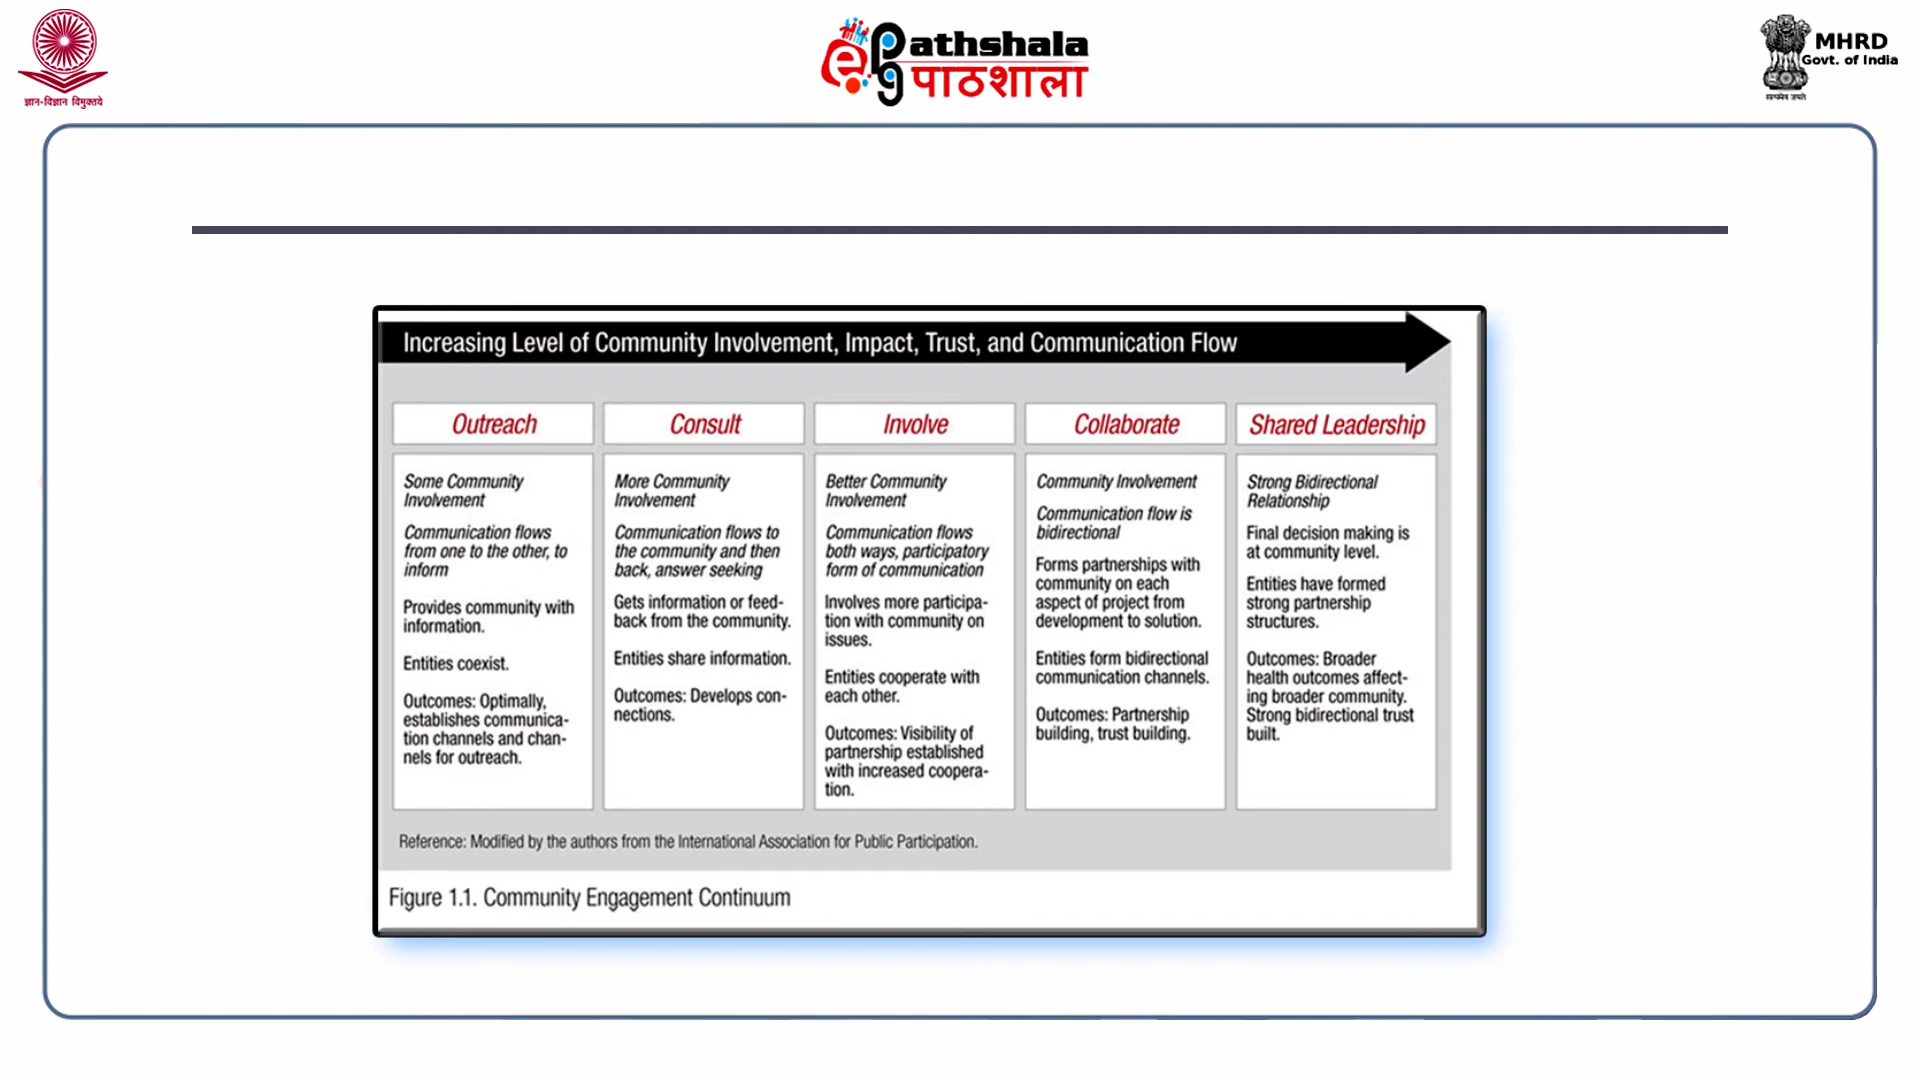 ज्ञान-विज्ञान विमुक्तये
e pg Pathshala
पाठशाला
MHRD
Govt. of India
सत्यमेव जयते
Increasing Level of Community Involvement, Impact, Trust, and Communication Flow
Outreach
Some Community
Involvement
Communication flows
from one to the other, to
inform
Provides community with
information.
Entities coexist.
Outcomes: Optimally,
establishes communica-
tion channels and chan-
nels for outreach.
Consult
More Community
Involvement
Communication flows to
the community and then
back, answer seeking
Gets information or feed-
back from the community.
Entities share information.
Outcomes: Develops con-
nections.
Involve
Better Community
Involvement
Communication flows
both ways, participatory
form of communication
Involves more participa-
tion with community on
issues.
Entities cooperate with
each other.
Outcomes: Visibility of
partnership established
with increased coopera-
tion.
Collaborate
Community Involvement
Communication flow is
bidirectional
Forms partnerships with
community on each
aspect of project from
development to solution.
Entities form bidirectional
communication channels.
Outcomes: Partnership
building, trust building.
Shared Leadership
Strong Bidirectional
Relationship
Final decision making is
at community level.
Entities have formed
strong partnership
structures.
Outcomes: Broader
health outcomes affect-
ing broader community.
Strong bidirectional trust
built.
Reference: Modified by the authors from the International Association for Public Participation.
Figure 1.1. Community Engagement Continuum